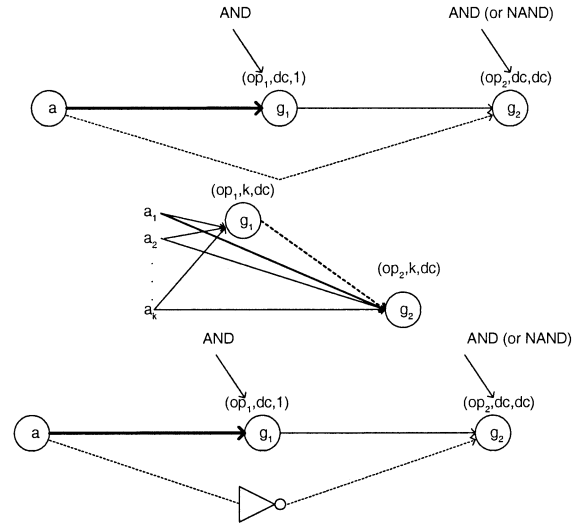 AND
AND (or NAND)
(op1,dc,1)
(op2,dc,dc)
a
g1
g2
(op1,k,dc)
a1
g1
a2
(op2,k,dc)
.
.
.
ak
g2
AND
AND (or NAND)
(op1,dc,1)
(op2,dc,dc)
a
g1
g2